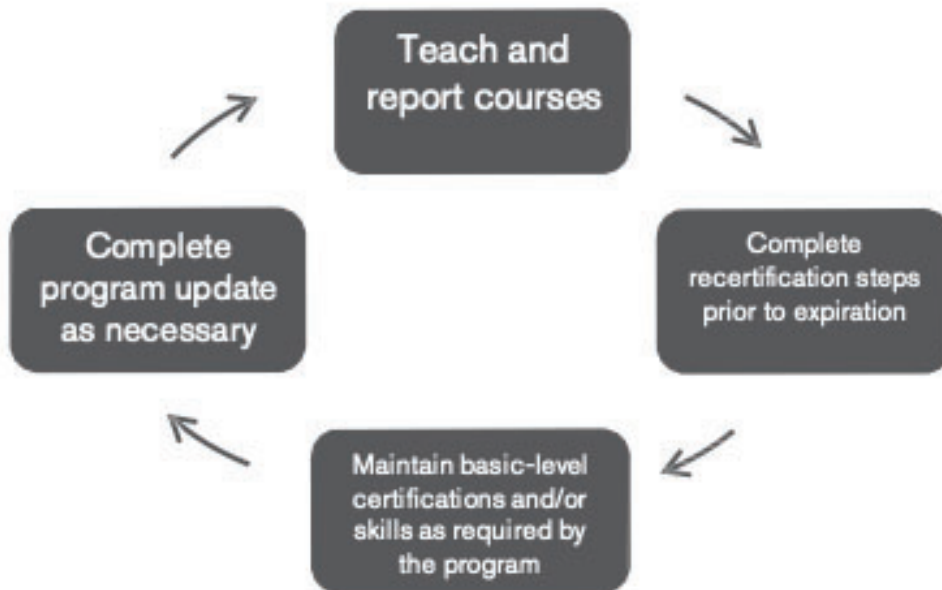 Teach and
report courses
Complete
recertification steps
prior to expiration
Maintain basic-level
certifications and/or
skills as required by
the program
Complete
program update
as necessary